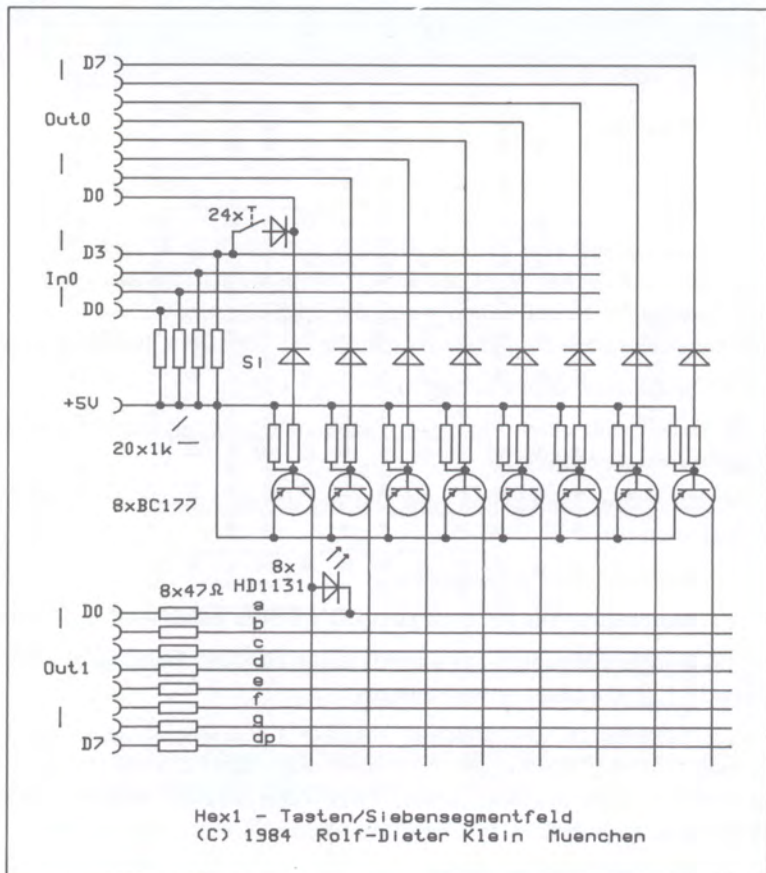 D7
Out0
D0
24x
D3
In0
D0
Si
+5V
20x1k
8xBC177
8x
HD1131
8x47Ω
D0
a
b
c
d
Out1
e
f
g
D7
dp
Hex1 - Tasten/Siebensegmentfeld
(C) 1984 Rolf-Dieter Klein Muenchen